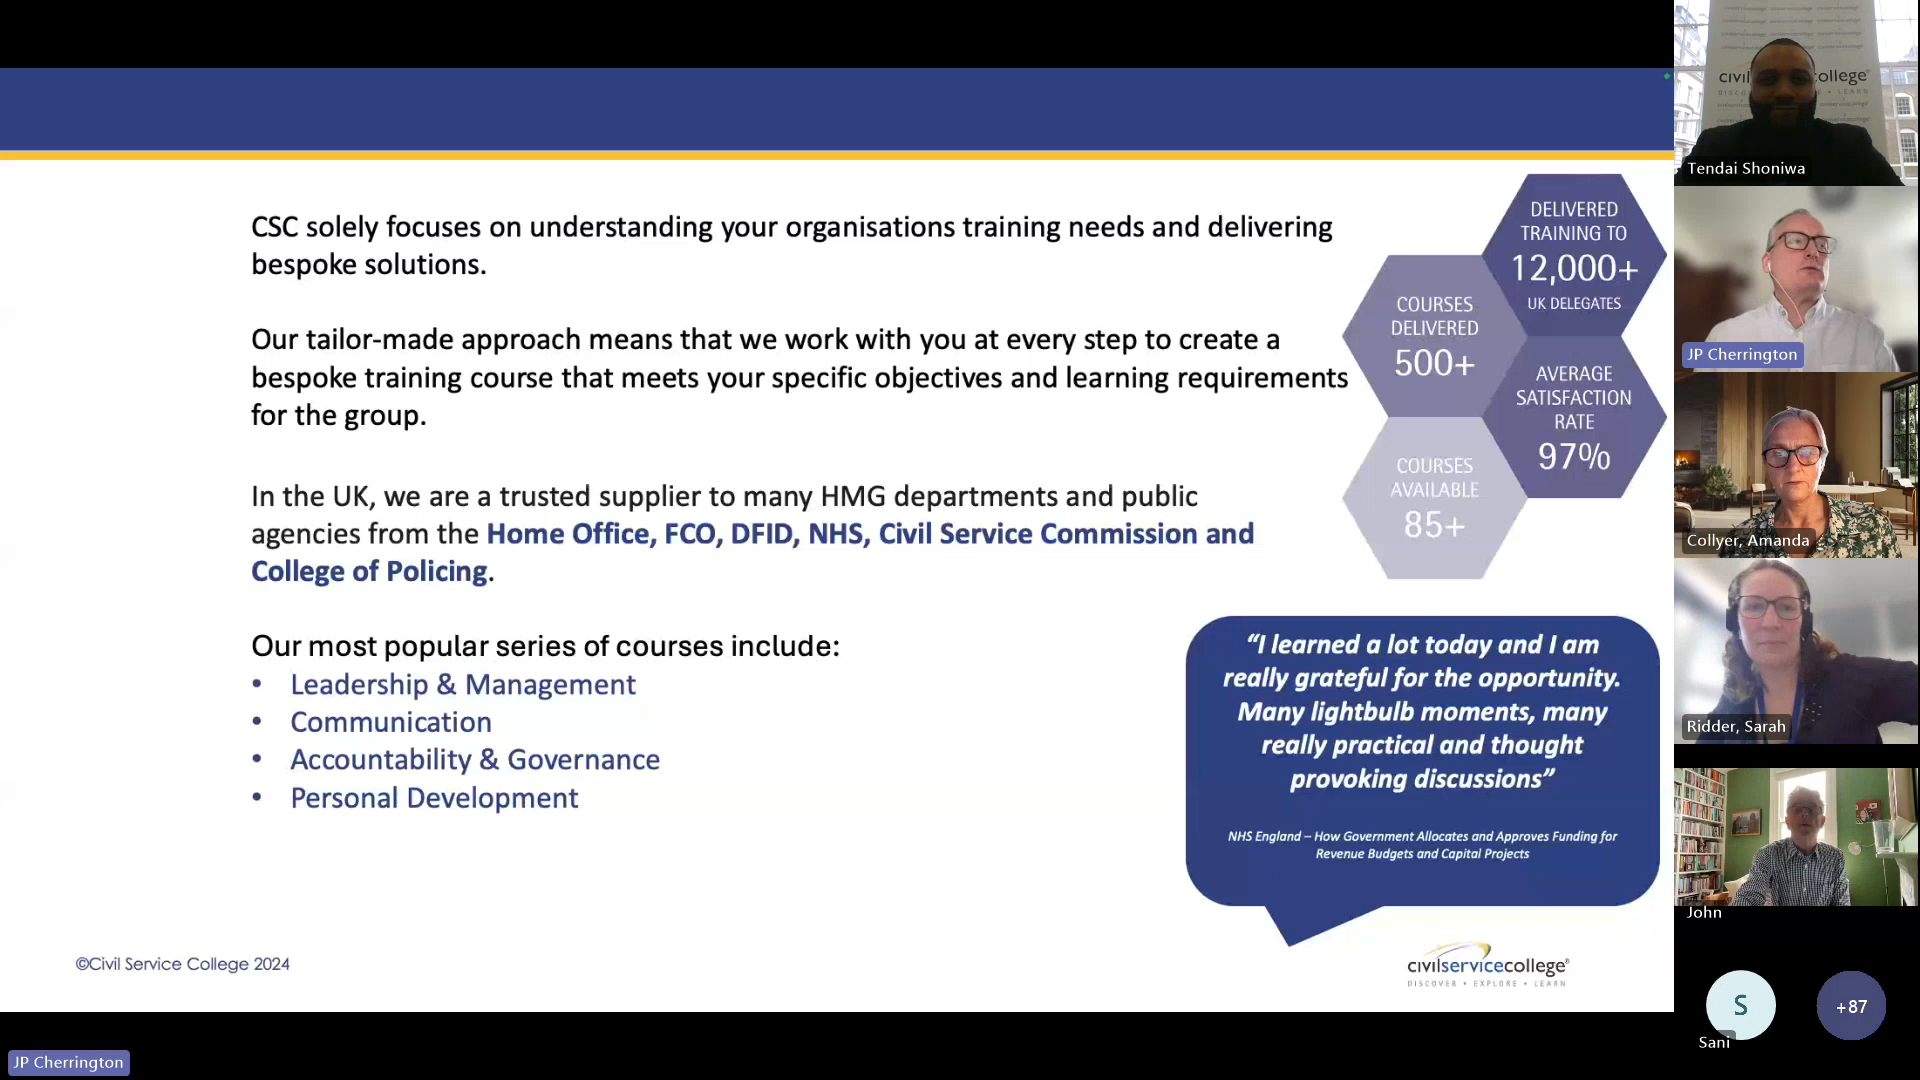 CSC solely focuses on understanding your organisations training needs and delivering
bespoke solutions.
Our tailor-made approach means that we work with you at every step to create a
bespoke training course that meets your specific objectives and learning requirements
for the group.
In the UK, we are a trusted supplier to many HMG departments and public
agencies from the Home Office, FCO, DFID, NHS, Civil Service Commission and
College of Policing.
Our most popular series of courses include:
• Leadership & Management
• Communication
• Accountability & Governance
• Personal Development
DELIVERED
TRAINING TO
12,000+
UK DELEGATES
COURSES
DELIVERED
500+
AVERAGE
SATISFACTION
RATE
97%
COURSES
AVAILABLE
85+
“I learned a lot today and I am
really grateful for the opportunity.
Many lightbulb moments, many
really practical and thought
provoking discussions”
NHS England – How Government Allocates and Approves Funding for
Revenue Budgets and Capital Projects
©Civil Service College 2024
civilservicecollege®
DISCOVER • EXPLORE • LEARN
JP Cherrington
Tendai Shoniwa
JP Cherrington
Collyer, Amanda
Ridder, Sarah
John
S
Sani
+87